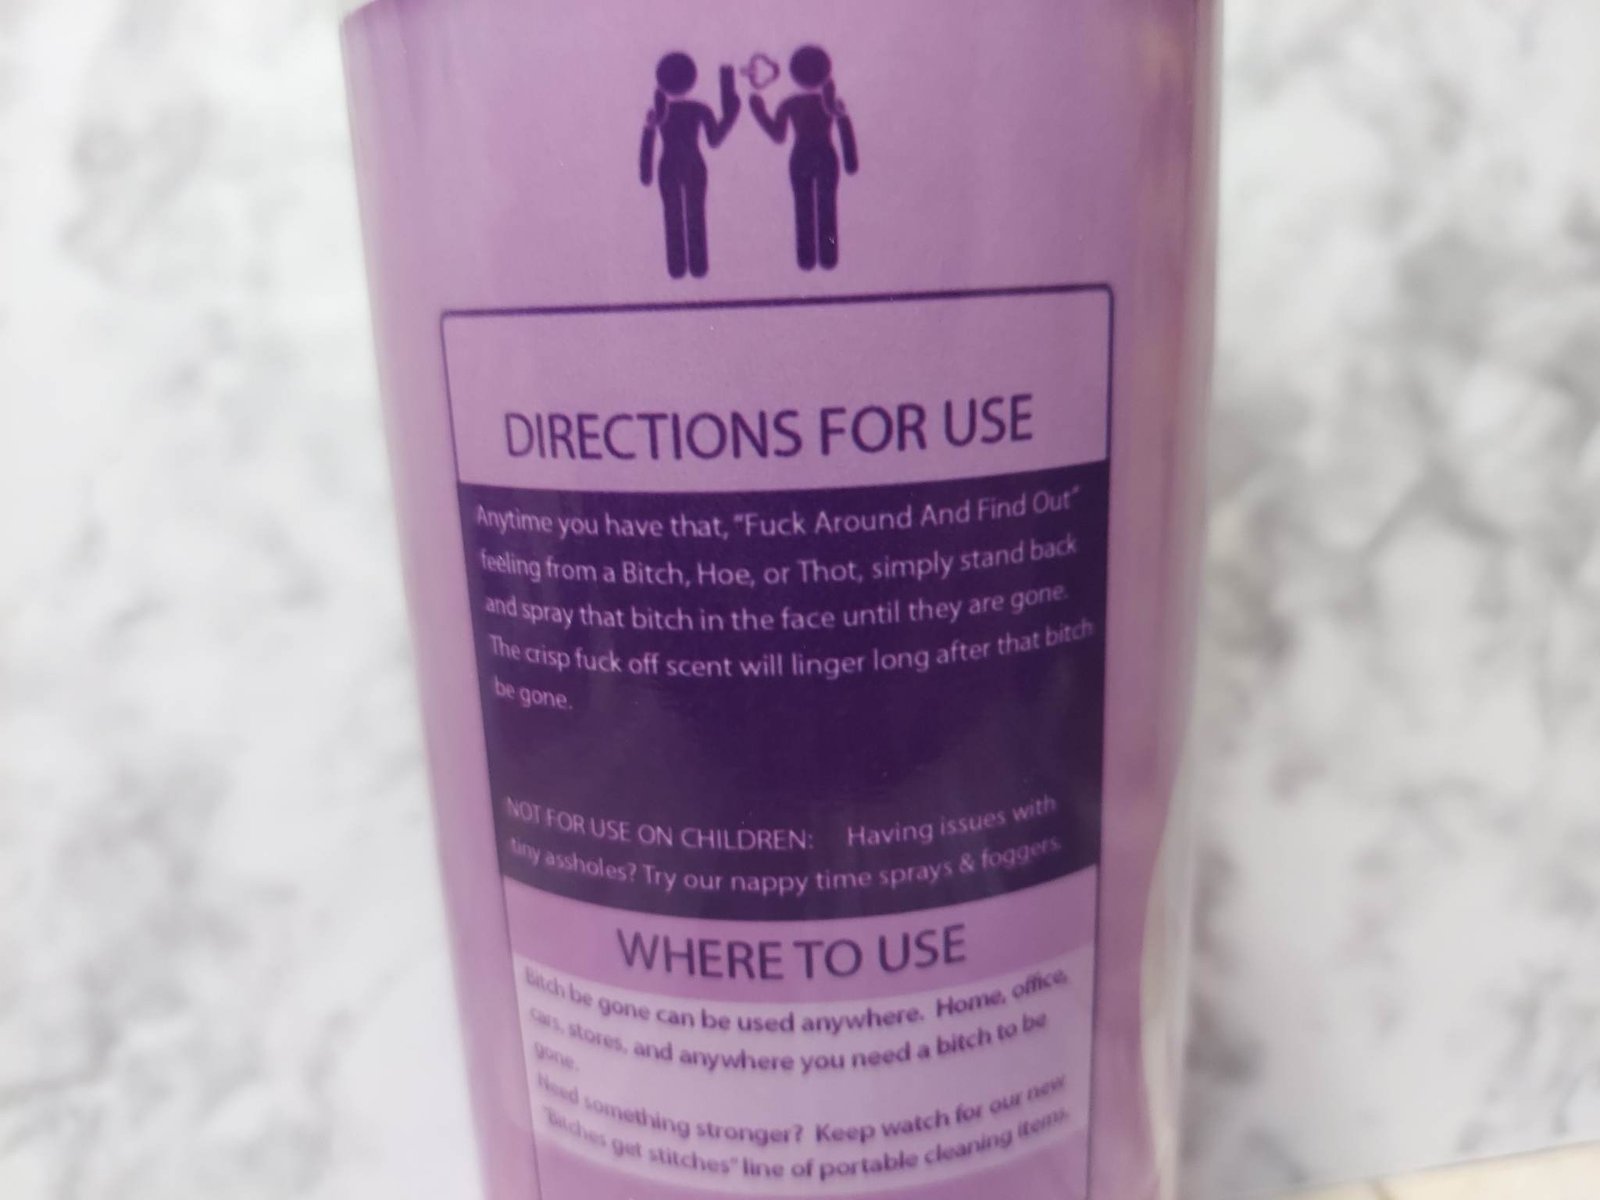 DIRECTIONS FOR USE
Anytime you have that, "Fuck Around And Find Out"
feeling from a Bitch, Hoe, or Thot, simply stand back
and spray that bitch in the face until they are gone.
The crisp fuck off scent will linger long after that bitch
be gone.
NOT FOR USE ON CHILDREN: Having issues with
tiny assholes? Try our nappy time sprays & foggers.
WHERE TO USE
Bitch be gone can be used anywhere. Home, office,
cars, stores, and anywhere you need a bitch to be
gone.
Need something stronger? Keep watch for our new
"Bitches get stitches" line of portable cleaning items.